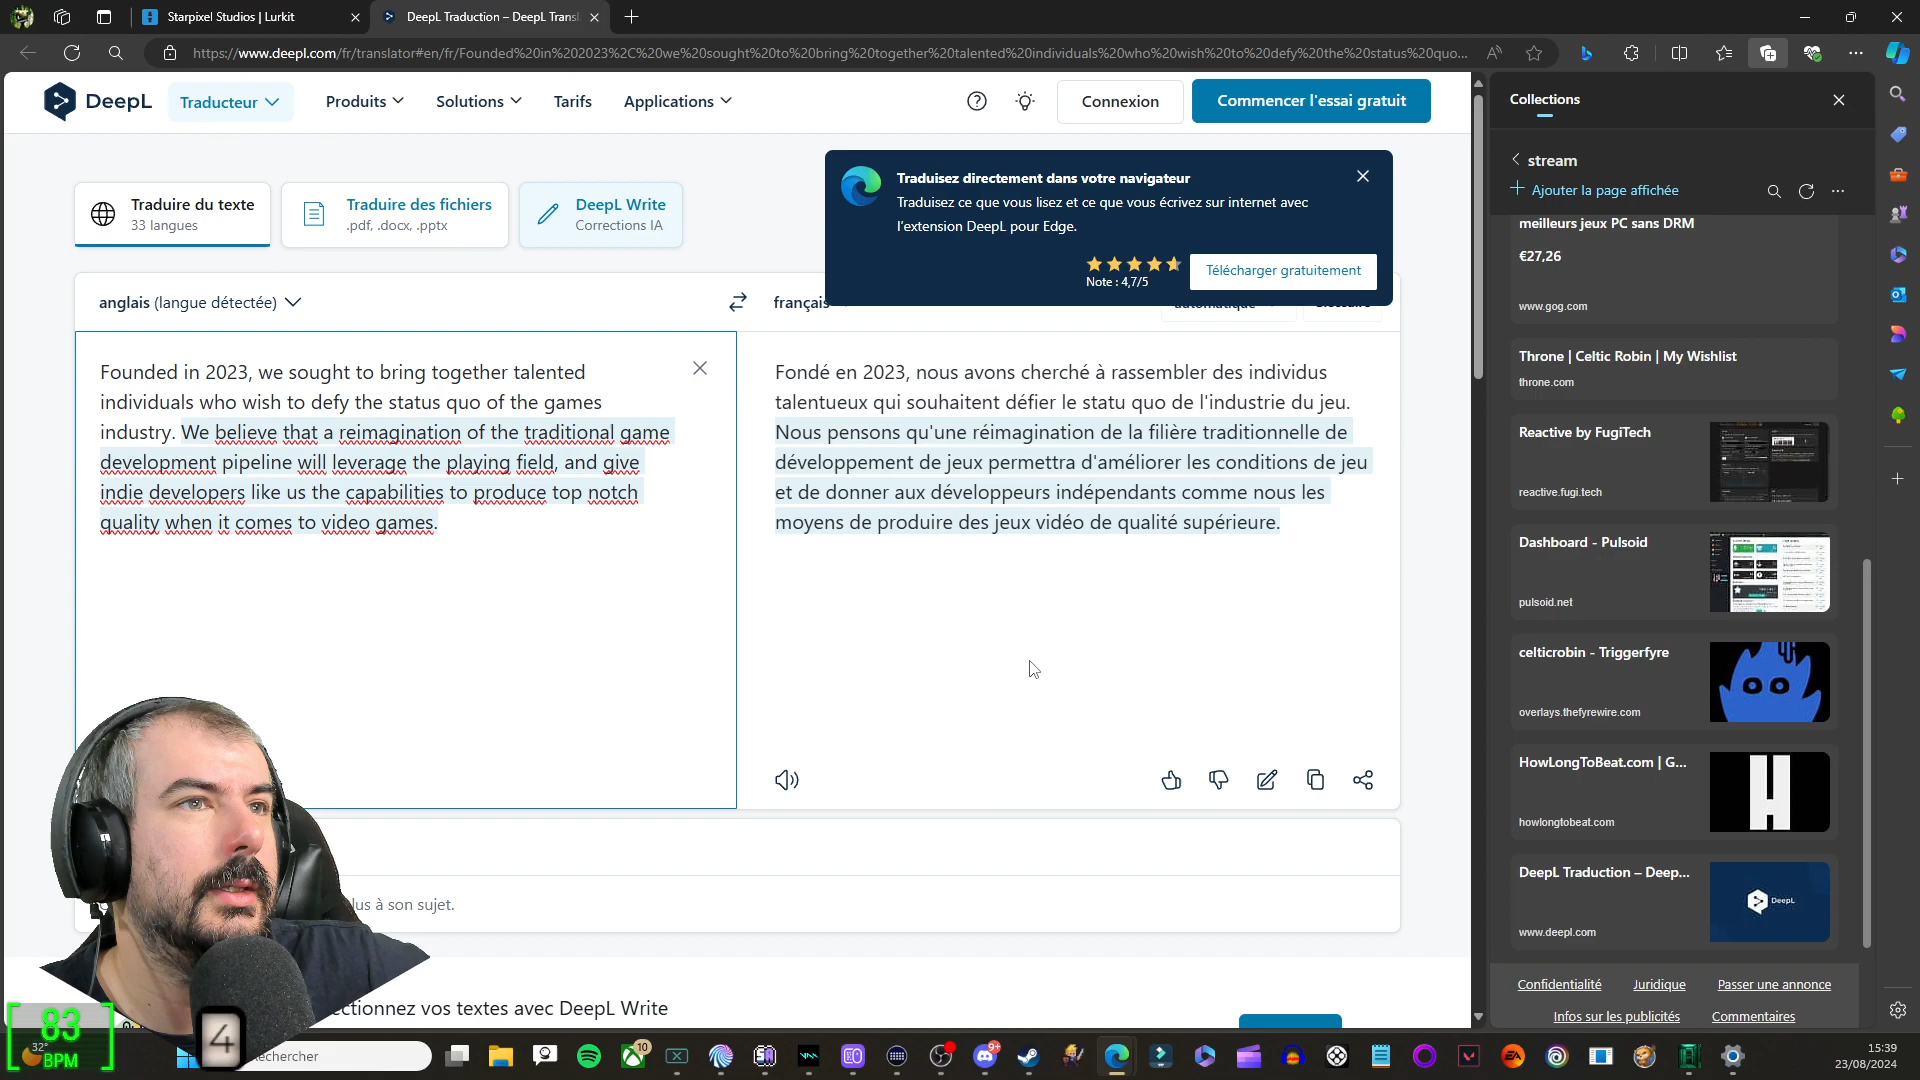 Starpixel Studios | Lurkit
DeepL Traduction – DeepL Transl
https://www.deepl.com/fr/translator#en/fr/Founded%20in%202023%2C%20we%20sought%20to%20bring%20together%20talented%20individuals%20who%20wish%20to%20defy%20the%20status%20quo...
DeepL
Traducteur
Produits
Solutions
Tarifs
Applications
Connexion
Commencer l'essai gratuit
Traduire du texte
33 langues
Traduire des fichiers
.pdf, .docx, .pptx
DeepL Write
Corrections IA
Traduisez directement dans votre navigateur
Traduisez ce que vous lisez et ce que vous écrivez sur internet avec
l'extension DeepL pour Edge.
Note : 4,7/5
Télécharger gratuitement
anglais (langue détectée)
français
automatique
Glossaire
Founded in 2023, we sought to bring together talented
individuals who wish to defy the status quo of the games
industry. We believe that a reimagination of the traditional game
development pipeline will leverage the playing field, and give
indie developers like us the capabilities to produce top notch
quality when it comes to video games.
Fondé en 2023, nous avons cherché à rassembler des individus
talentueux qui souhaitent défier le statu quo de l'industrie du jeu.
Nous pensons qu'une réimagination de la filière traditionnelle de
développement de jeux permettra d'améliorer les conditions de jeu
et de donner aux développeurs indépendants comme nous les
moyens de produire des jeux vidéo de qualité supérieure.
lus à son sujet.
ctionnez vos textes avec DeepL Write
Collections
stream
Ajouter la page affichée
meilleurs jeux PC sans DRM
€27,26
www.gog.com
Throne | Celtic Robin | My Wishlist
throne.com
Reactive by FugiTech
reactive.fugi.tech
Dashboard - Pulsoid
pulsoid.net
celticrobin - Triggerfyre
overlays.thefyrewire.com
HowLongToBeat.com | G...
howlongtobeat.com
DeepL Traduction – Deep...
www.deepl.com
DeepL
Confidentialité
Juridique
Passer une annonce
Infos sur les publicités
Commentaires
83
BPM
32°
4
echercher
10
9+
EA
15:39
23/08/2024